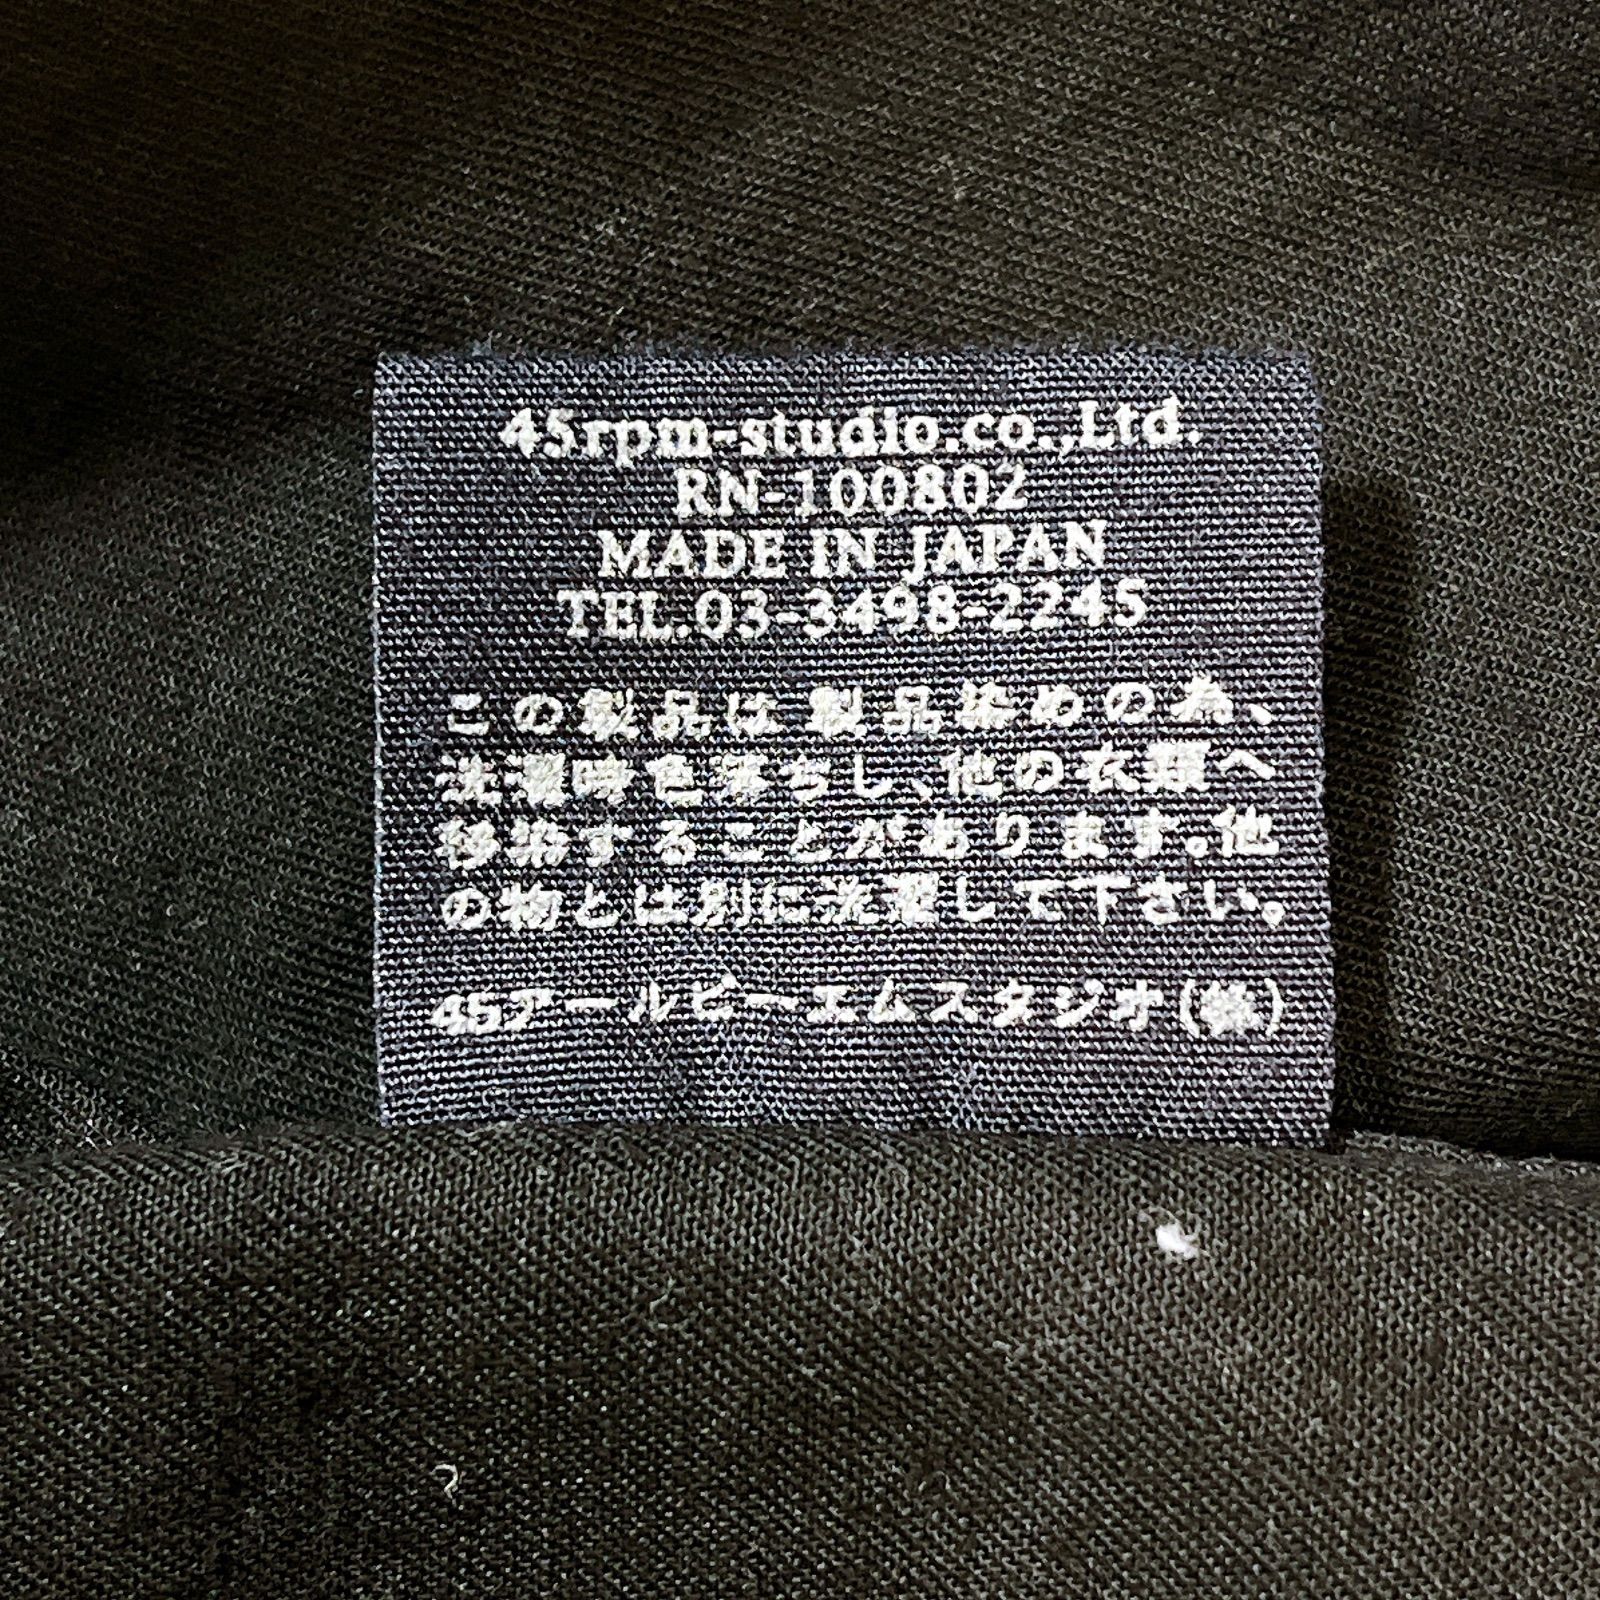 45rpm-studio.co.,Ltd.
RN-100802
MADE IN JAPAN
TEL.03-3498-2245
この製品は製品染めの為、
洗濯時色落ちし、他の衣類へ
移染することがあります。他
の物とは別に洗濯して下さい。
45アールピーエムスタジオ(株)